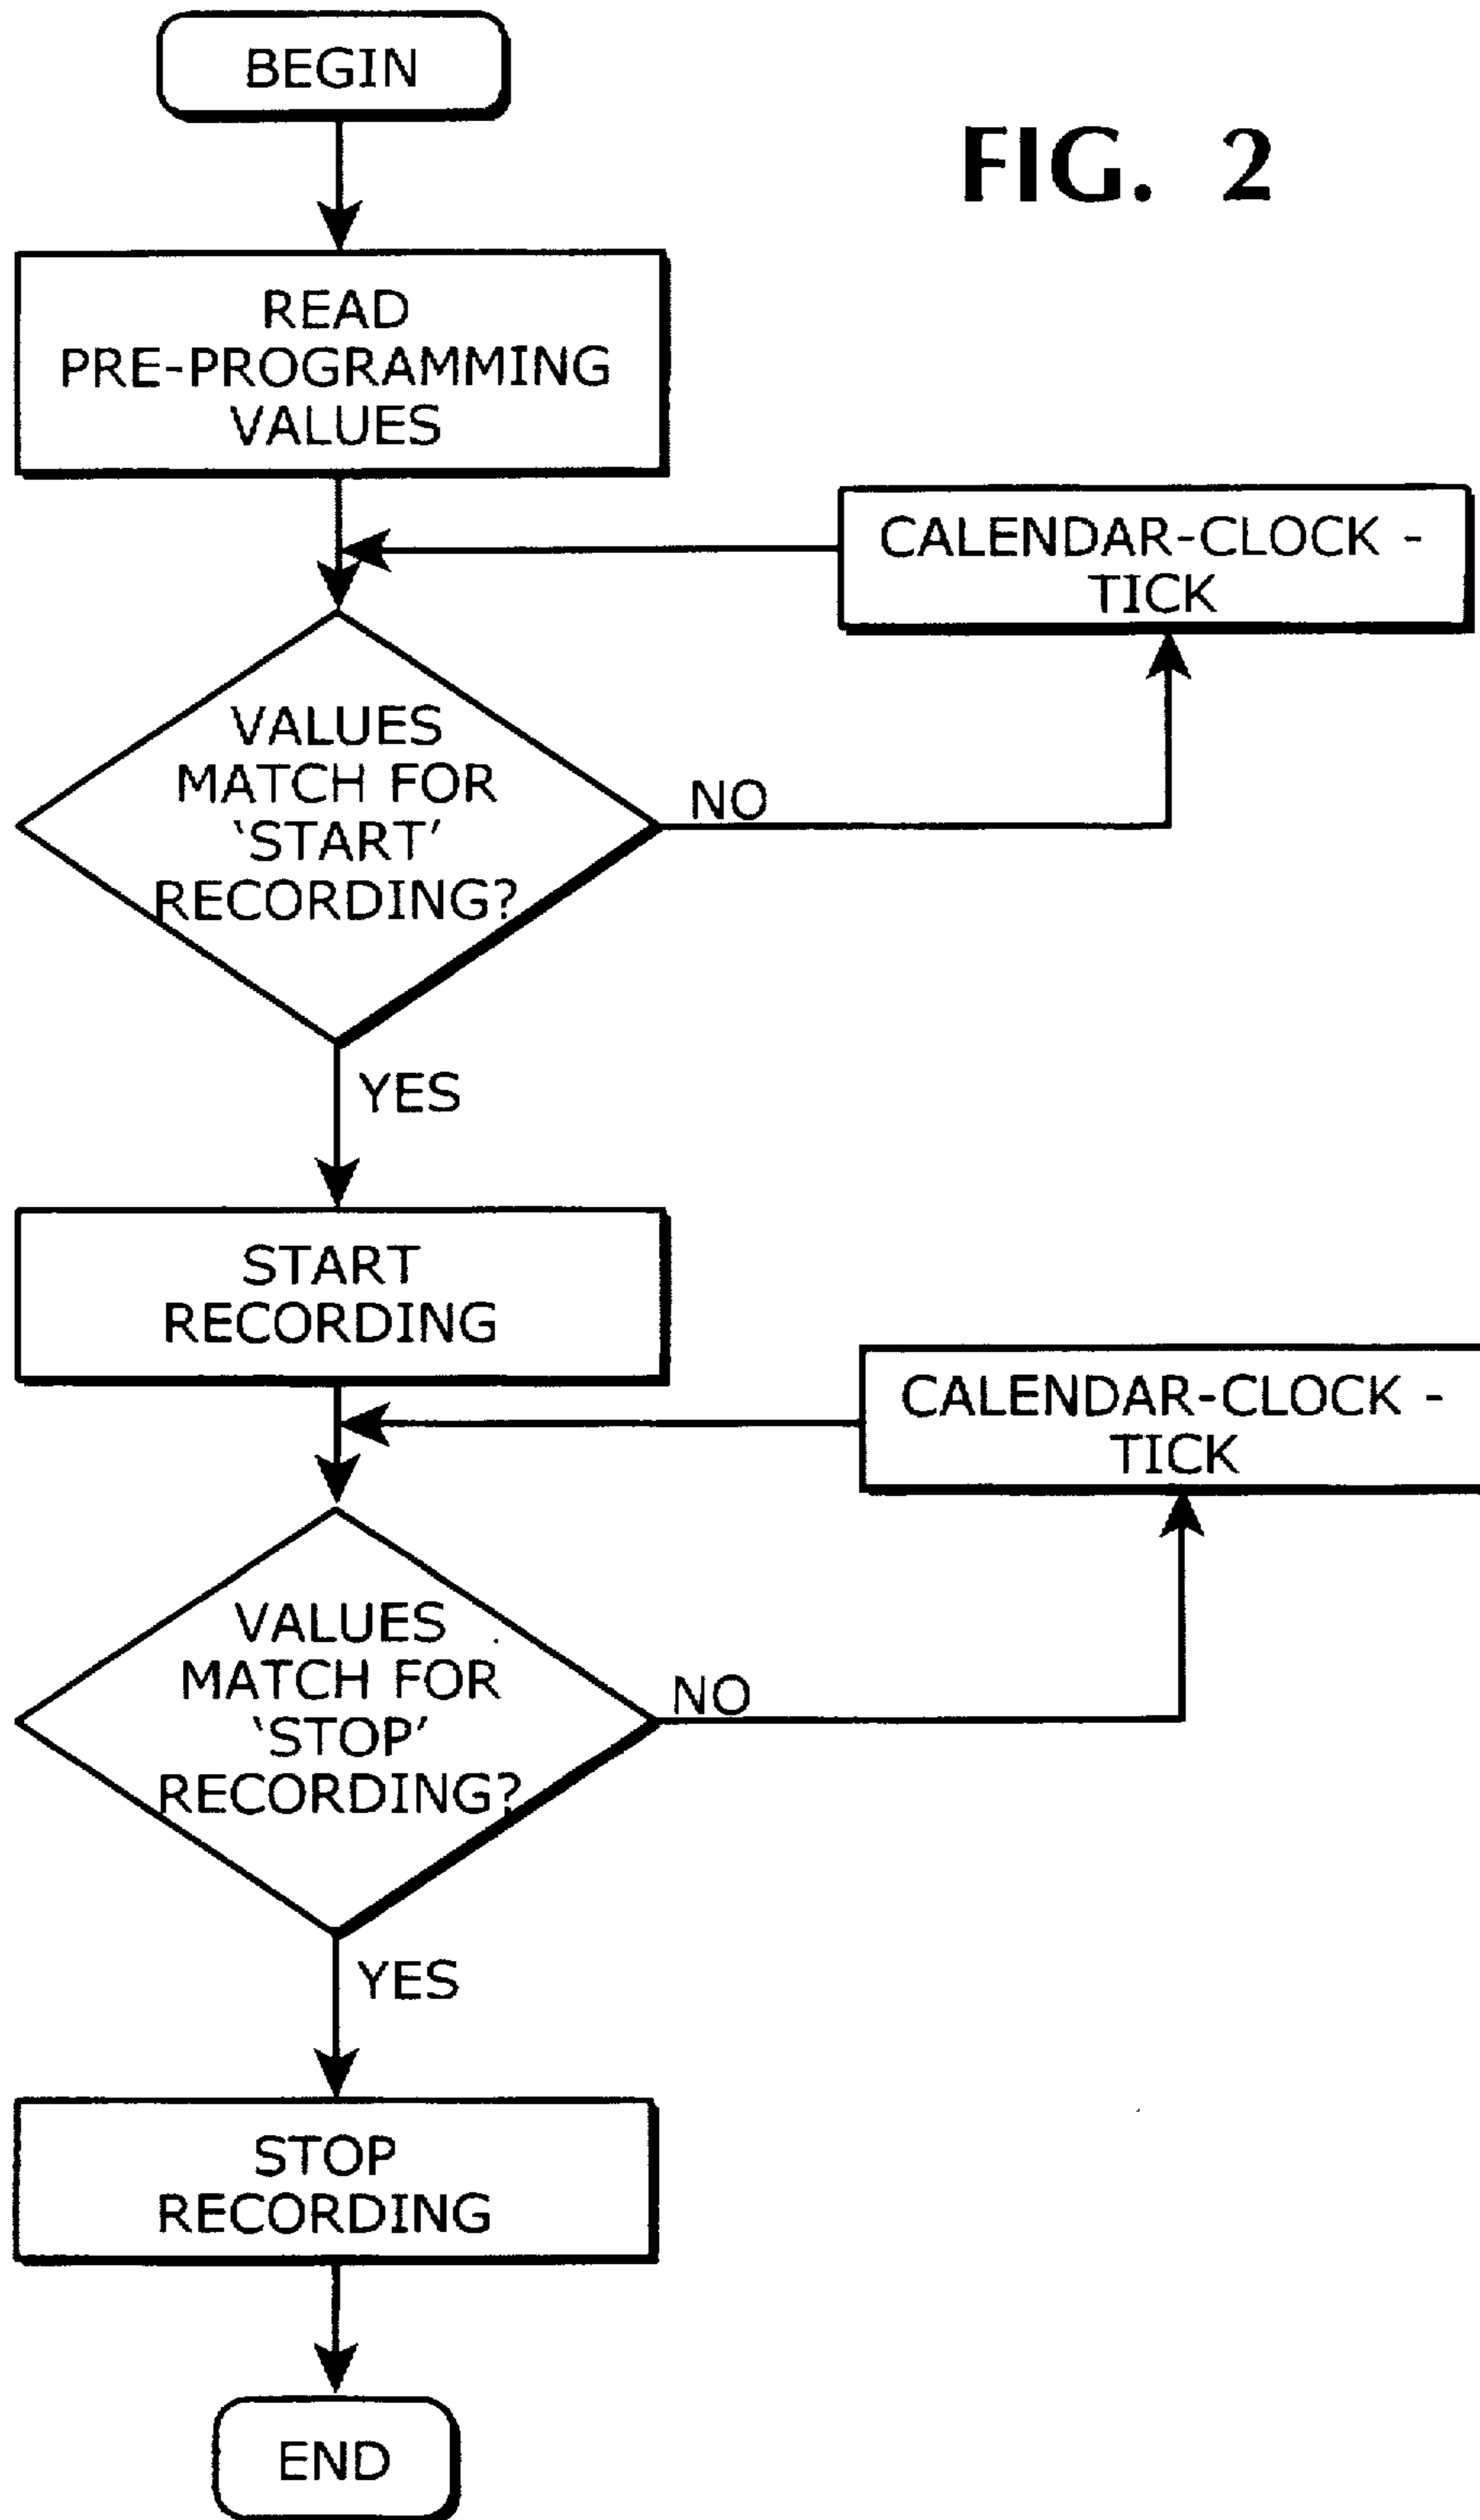 BEGIN
FIG. 2
READ
PRE-PROGRAMMING
VALUES
CALENDAR-CLOCK -
TICK
VALUES
MATCH FOR
‘START’
RECORDING?
NO
YES
START
RECORDING
CALENDAR-CLOCK -
TICK
VALUES
MATCH FOR
‘STOP’
RECORDING?
NO
YES
STOP
RECORDING
END